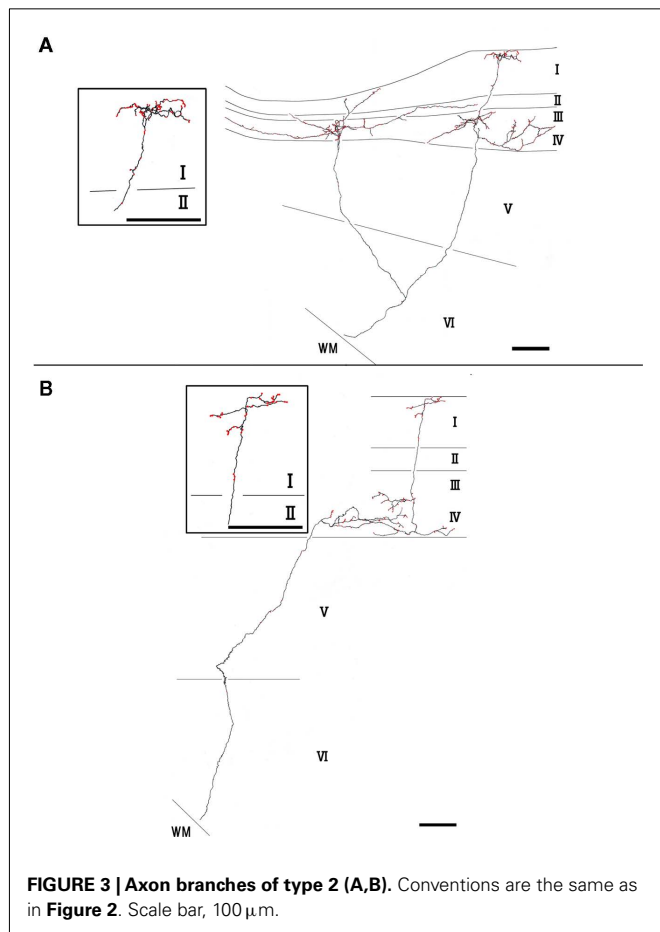 A
I
II
III
IV
V
VI
WM
I
II
B
I
II
III
IV
V
VI
WM
I
II
FIGURE 3 | Axon branches of type 2 (A,B). Conventions are the same as
in Figure 2. Scale bar, 100 μm.